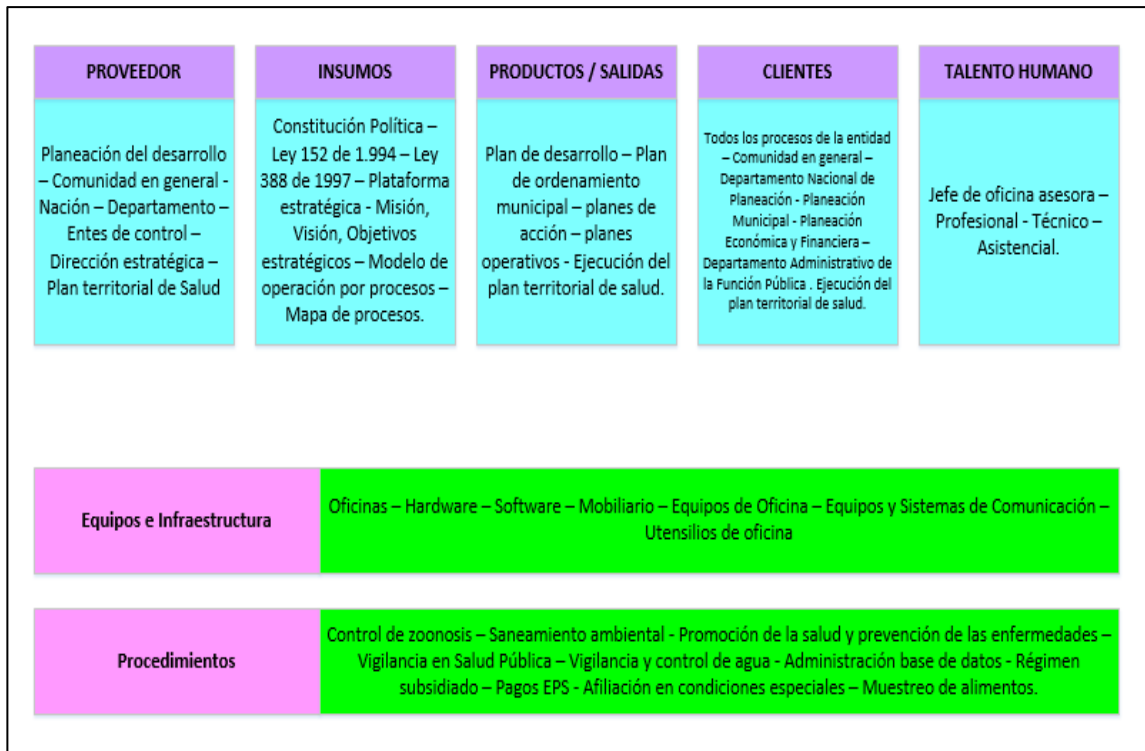 PROVEEDOR
Planeación del desarrollo
– Comunidad en general -
Nación – Departamento –
Entes de control –
Dirección estratégica –
Plan territorial de Salud
INSUMOS
Constitución Política –
Ley 152 de 1.994 – Ley
388 de 1997 – Plataforma
estratégica - Misión,
Visión, Objetivos
estratégicos – Modelo de
operación por procesos –
Mapa de procesos.
PRODUCTOS / SALIDAS
Plan de desarrollo – Plan
de ordenamiento
municipal – planes de
acción – planes
operativos - Ejecución del
plan territorial de salud.
CLIENTES
Todos los procesos de la entidad
– Comunidad en general –
Departamento Nacional de
Planeación - Planeación
Municipal - Planeación
Económica y Financiera –
Departamento Administrativo de
la Función Pública . Ejecución del
plan territorial de salud.
TALENTO HUMANO
Jefe de oficina asesora –
Profesional - Técnico –
Asistencial.
Equipos e Infraestructura
Oficinas – Hardware – Software – Mobiliario – Equipos de Oficina – Equipos y Sistemas de Comunicación –
Utensilios de oficina
Procedimientos
Control de zoonosis – Saneamiento ambiental - Promoción de la salud y prevención de las enfermedades –
Vigilancia en Salud Pública – Vigilancia y control de agua - Administración base de datos - Régimen
subsidiado – Pagos EPS - Afiliación en condiciones especiales – Muestreo de alimentos.